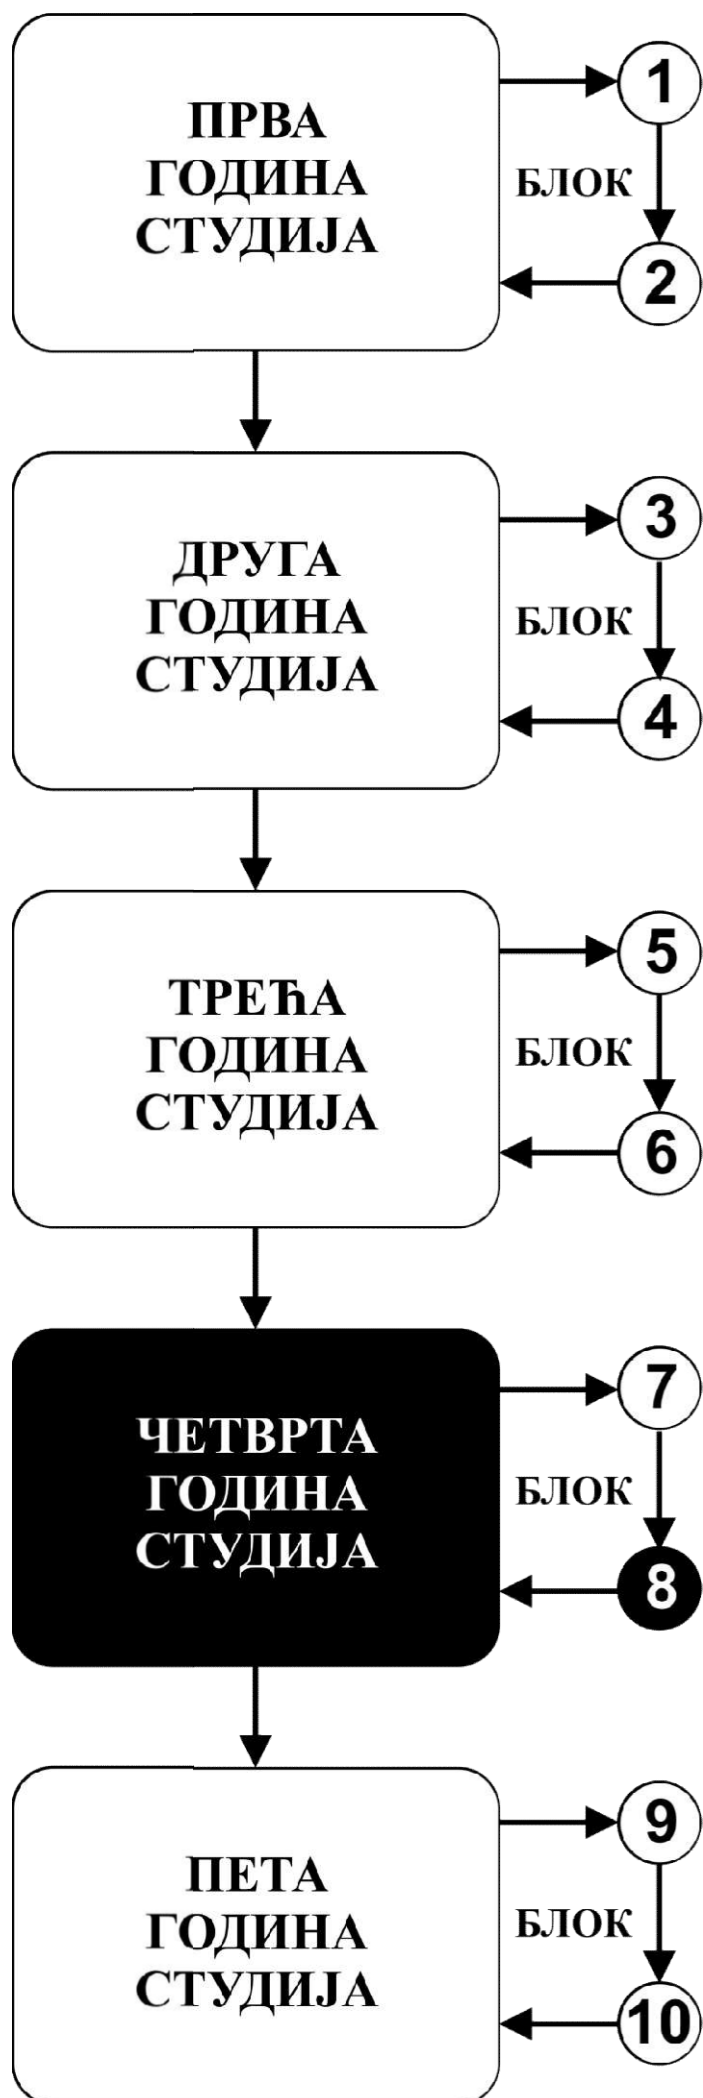 ПРВА
ГОДИНА
СТУДИЈА
1
БЛОК
2
ДРУГА
ГОДИНА
СТУДИЈА
3
БЛОК
4
ТРЕЋА
ГОДИНА
СТУДИЈА
5
БЛОК
6
ЧЕТВРТА
ГОДИНА
СТУДИЈА
7
БЛОК
8
ПЕТА
ГОДИНА
СТУДИЈА
9
БЛОК
10